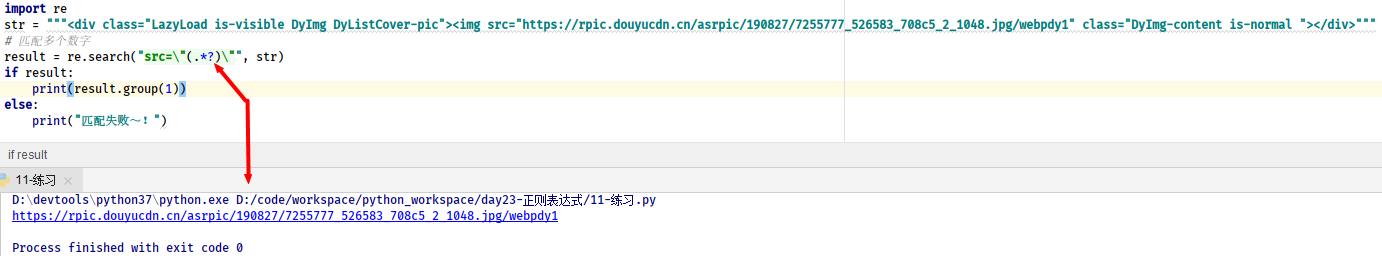 import re
str = """<div class="LazyLoad is-visible DyImg DyListCover-pic"><img src="https://rpic.douyucdn.cn/asrpic/190827/7255777_526583_708c5_2_1048.jpg/webpdy1" class="DyImg-content is-normal "></div>"""
# 匹配多个数字
result = re.search("src=\"(.*?)\"", str)
if result:
    print(result.group(1))
else:
    print("匹配失败～！")
if result
11-练习 ×
D:\devtools\python37\python.exe D:/code/workspace/python_workspace/day23-正则表达式/11-练习.py
https://rpic.douyucdn.cn/asrpic/190827/7255777_526583_708c5_2_1048.jpg/webpdy1
Process finished with exit code 0